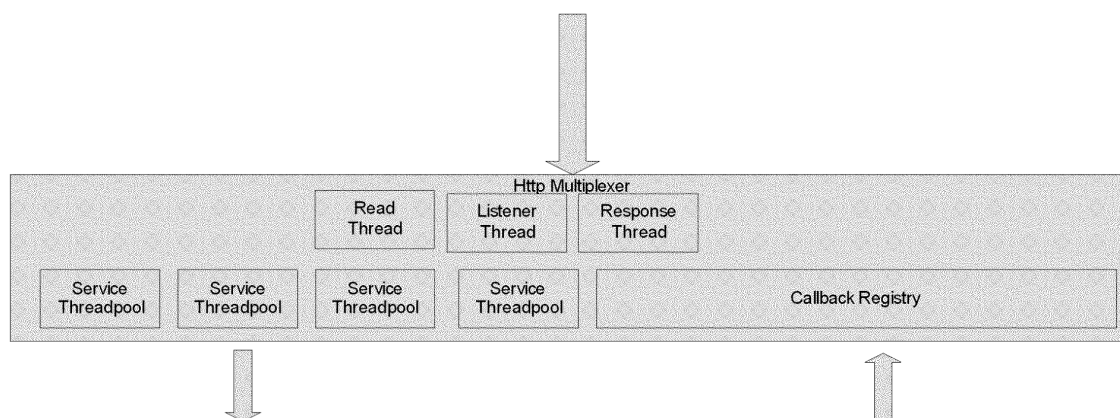 Http Multiplexer
Read
Thread
Listener
Thread
Response
Thread
Service
Threadpool
Service
Threadpool
Service
Threadpool
Service
Threadpool
Callback Registry